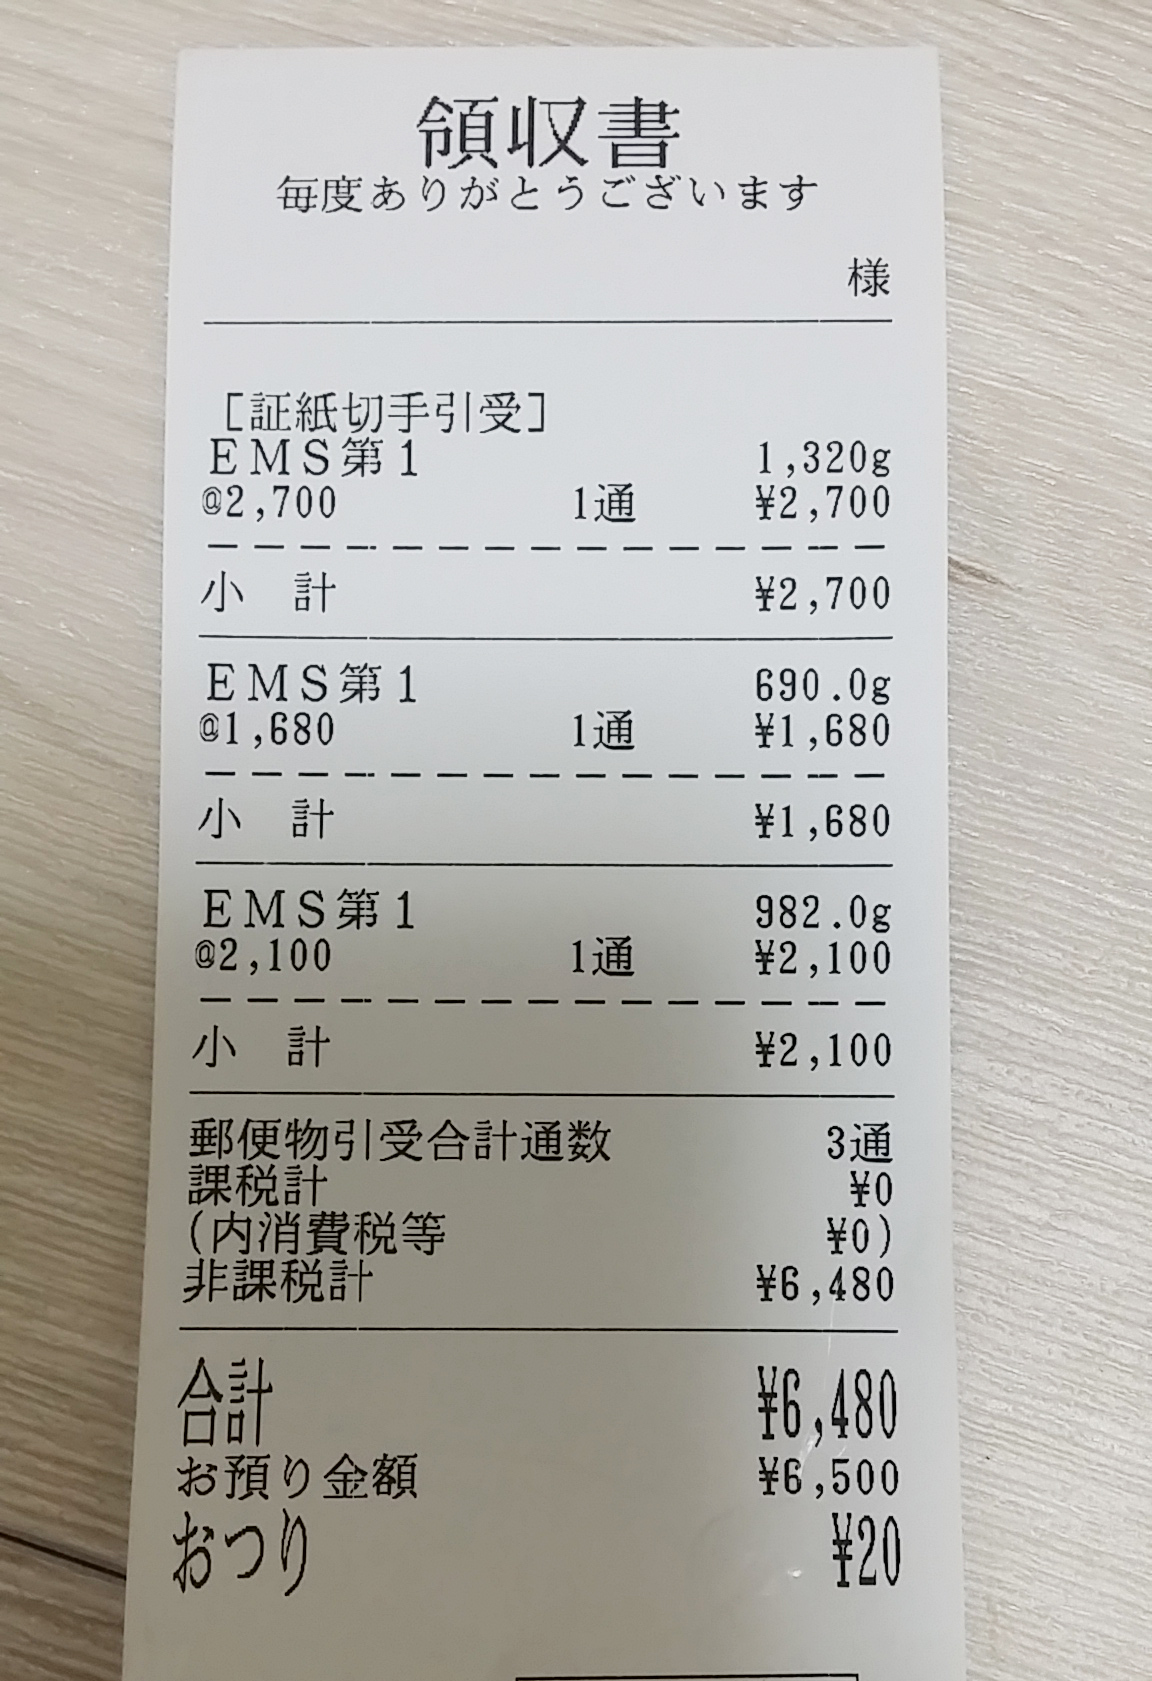 領収書
毎度ありがとうございます
様
[証紙切手引受]
EMS第1 1,320g
@2,700 1通 ¥2,700
小 計 ¥2,700
EMS第1 690.0g
@1,680 1通 ¥1,680
小 計 ¥1,680
EMS第1 982.0g
@2,100 1通 ¥2,100
小 計 ¥2,100
郵便物引受合計通数 3通
課税計 ¥0
(内消費税等 ¥0)
非課税計 ¥6,480
合計 ¥6,480
お預り金額 ¥6,500
おつり ¥20